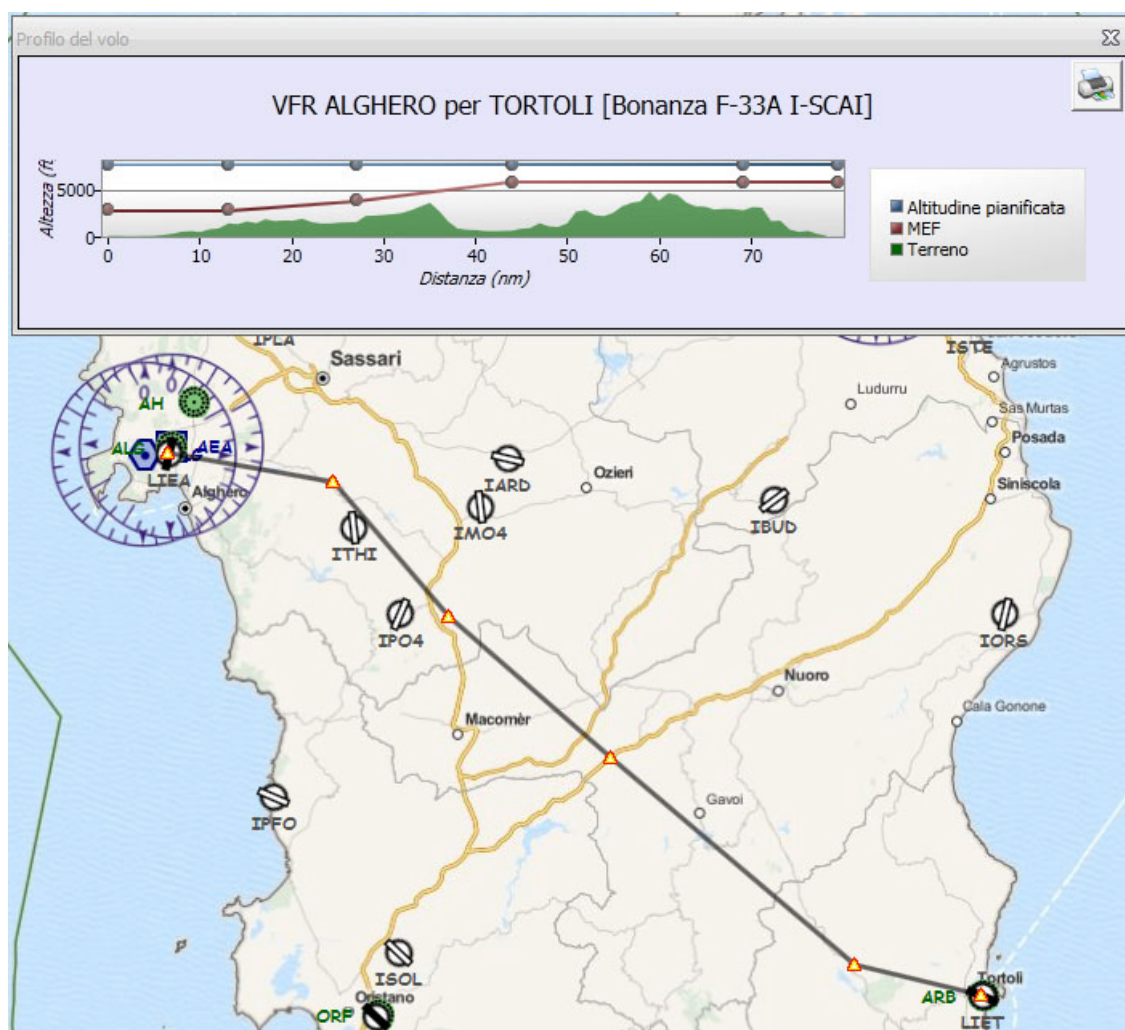 Profilo del volo
VFR ALGHERO per TORTOLI [Bonanza F-33A I-SCAI]
Altezza (ft
5000
0
0 10 20 30 40 50 60 70
Distanza (nm)
Altitudine pianificata
MEF
Terreno
IPLA
ISTE
Sassari
Agrustos
Ludurru
AH
Sas Murtas
ALG
AEA
Posada
LIEA
IARD
Ozieri
Alghero
Siniscola
ITHI
IMO4
IBUD
IPO4
IORS
Nuoro
Macomèr
Cala Gonone
Gavoi
IPFO
ISOL
Oristano
ORF
ARB
Tortoli
LIET